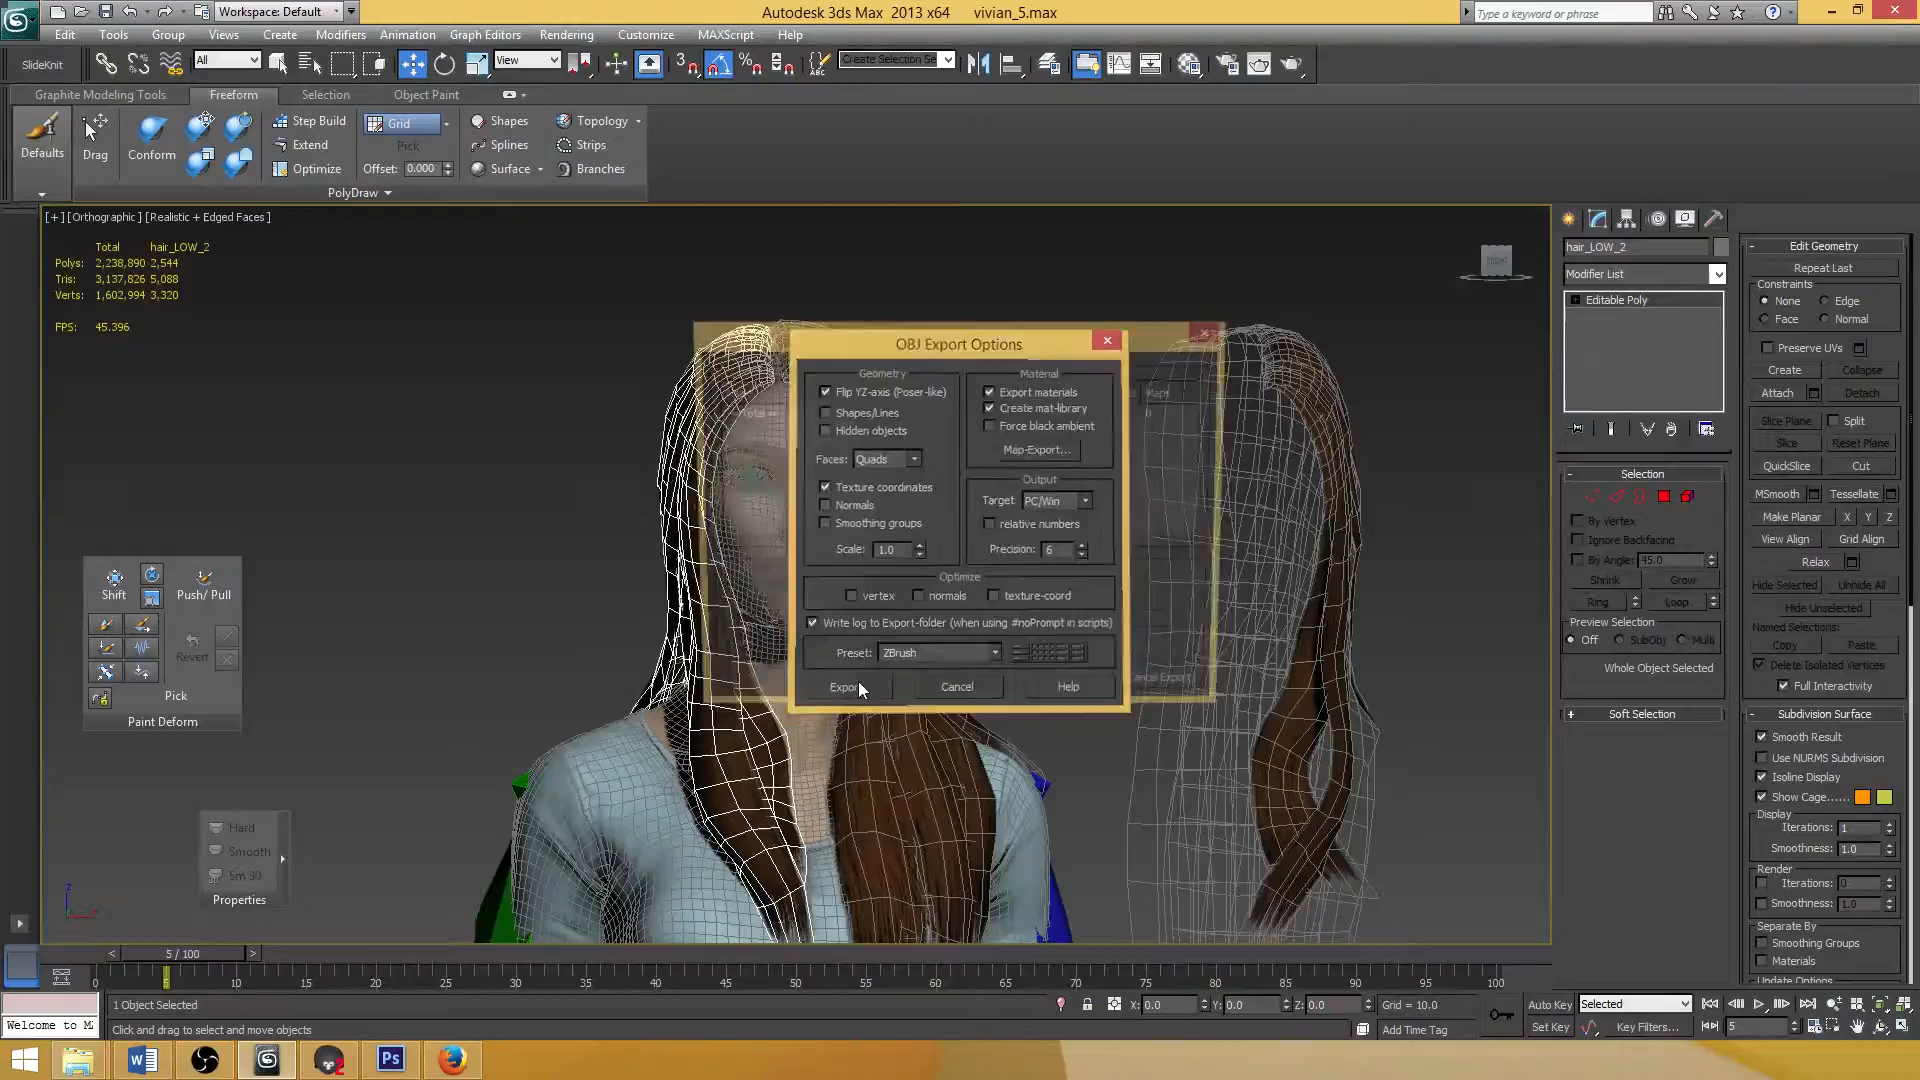 Workspace: Default
Autodesk 3ds Max 2013 x64 vivian_5.max
Type a keyword or phrase
Edit Tools Group Views Create Modifiers Animation Graph Editors Rendering Customize MAXScript Help
SlideKnit
All
View
Create Selection Se
Graphite Modeling Tools Freeform Selection Object Paint
Defaults
Drag
Conform
Step Build
Extend
Optimize
Grid
Pick
Offset: 0.000
Shapes
Splines
Surface
Topology
Strips
Branches
PolyDraw
[+] [Orthographic] [Realistic + Edged Faces]
Total hair_LOW_2
Polys: 2,238,890 2,544
Tris: 3,137,826 5,088
Verts: 1,602,994 3,320
FPS: 45.396
FRONT
OBJ Export Options
Geometry
Flip YZ-axis (Poser-like)
Shapes/Lines
Hidden objects
Faces: Quads
Texture coordinates
Normals
Smoothing groups
Scale: 1.0
Material
Export materials
Create mat-library
Force black ambient
Map-Export...
Output
Target: PC/Win
relative numbers
Precision: 6
Optimize
vertex normals texture-coord
Write log to Export-folder (when using #noPrompt in scripts)
Preset: ZBrush
Export Cancel Help
Maps
0
Total
Cancel Export
Shift
Push/ Pull
Revert
Pick
Paint Deform
Hard
Smooth
Sm 30
Properties
hair_LOW_2
Modifier List
Editable Poly
Selection
By Vertex
Ignore Backfacing
By Angle: 45.0
Shrink Grow
Ring Loop
Preview Selection
Off SubObj Multi
Whole Object Selected
Soft Selection
Edit Geometry
Repeat Last
Constraints
None Edge
Face Normal
Preserve UVs
Create Collapse
Attach Detach
Slice Plane Split
Slice Reset Plane
QuickSlice Cut
MSmooth Tessellate
Make Planar X Y Z
View Align Grid Align
Relax
Hide Selected Unhide All
Hide Unselected
Named Selections:
Copy Paste
Delete Isolated Vertices
Full Interactivity
Subdivision Surface
Smooth Result
Use NURMS Subdivision
Isoline Display
Show Cage......
Display
Iterations: 1
Smoothness: 1.0
Render
Iterations: 0
Smoothness: 1.0
Separate By
Smoothing Groups
Materials
Update Options
z
5 / 100
0 5 10 15 20 25 30 35 40 45 50 55 60 65 70 75 80 85 90 95 100
1 Object Selected
X: 0.0 Y: 0.0 Z: 0.0
Grid = 10.0
Auto Key Selected
Welcome to M
Click and drag to select and move objects
Add Time Tag
Set Key Key Filters...
5
W
2
Ps